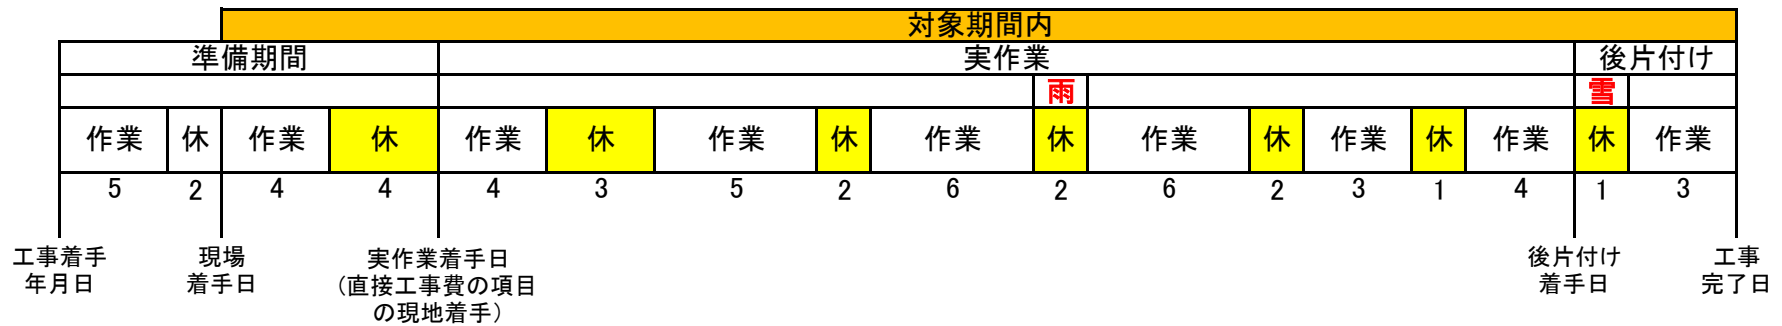 対象期間内
準備期間 実作業 後片付け
雨 雪
作業 休 作業 休 作業 休 作業 休 作業 休 作業 休 作業 休 作業 休 作業
5 2 4 4 4 3 5 2 6 2 6 2 3 1 4 1 3
工事着手
年月日
現場
着手日
実作業着手日
(直接工事費の項目
の現地着手)
後片付け
着手日
工事
完了日